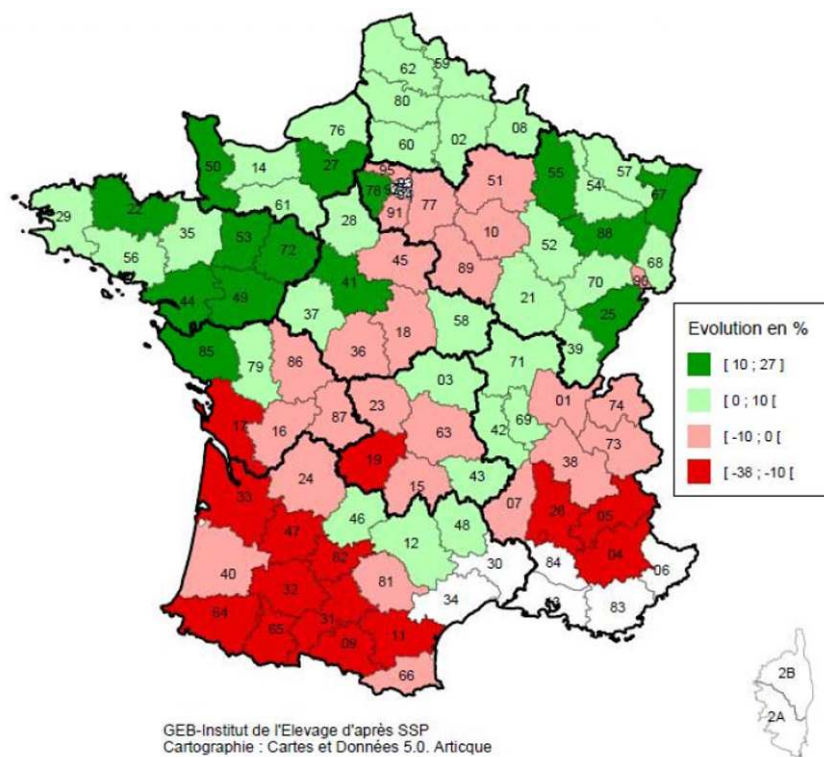 62 59
80
76 02 08
60
50 14 27 95 93 51 55 57
78 54 67
29 22 61 91 77
35 28 10 88
56 53 72 52 68
45 89 70 90
44 49 41 21 25
37 18 58
85 79 86 36 39
71
03
17 16 87 23 01 74
69
63 42 73
19 38
24 15 43
33 07 26 05
46 48
47 12
82 04
40 30 84 06
32 81
34 13 83
64 31
65 09 11
66
Evolution en %
[ 10 ; 27 ]
[ 0 ; 10 [
[ -10 ; 0 [
[ -38 ; -10 [
2B
2A
GEB-Institut de l'Elevage d'après SSP
Cartographie : Cartes et Données 5.0. Articque